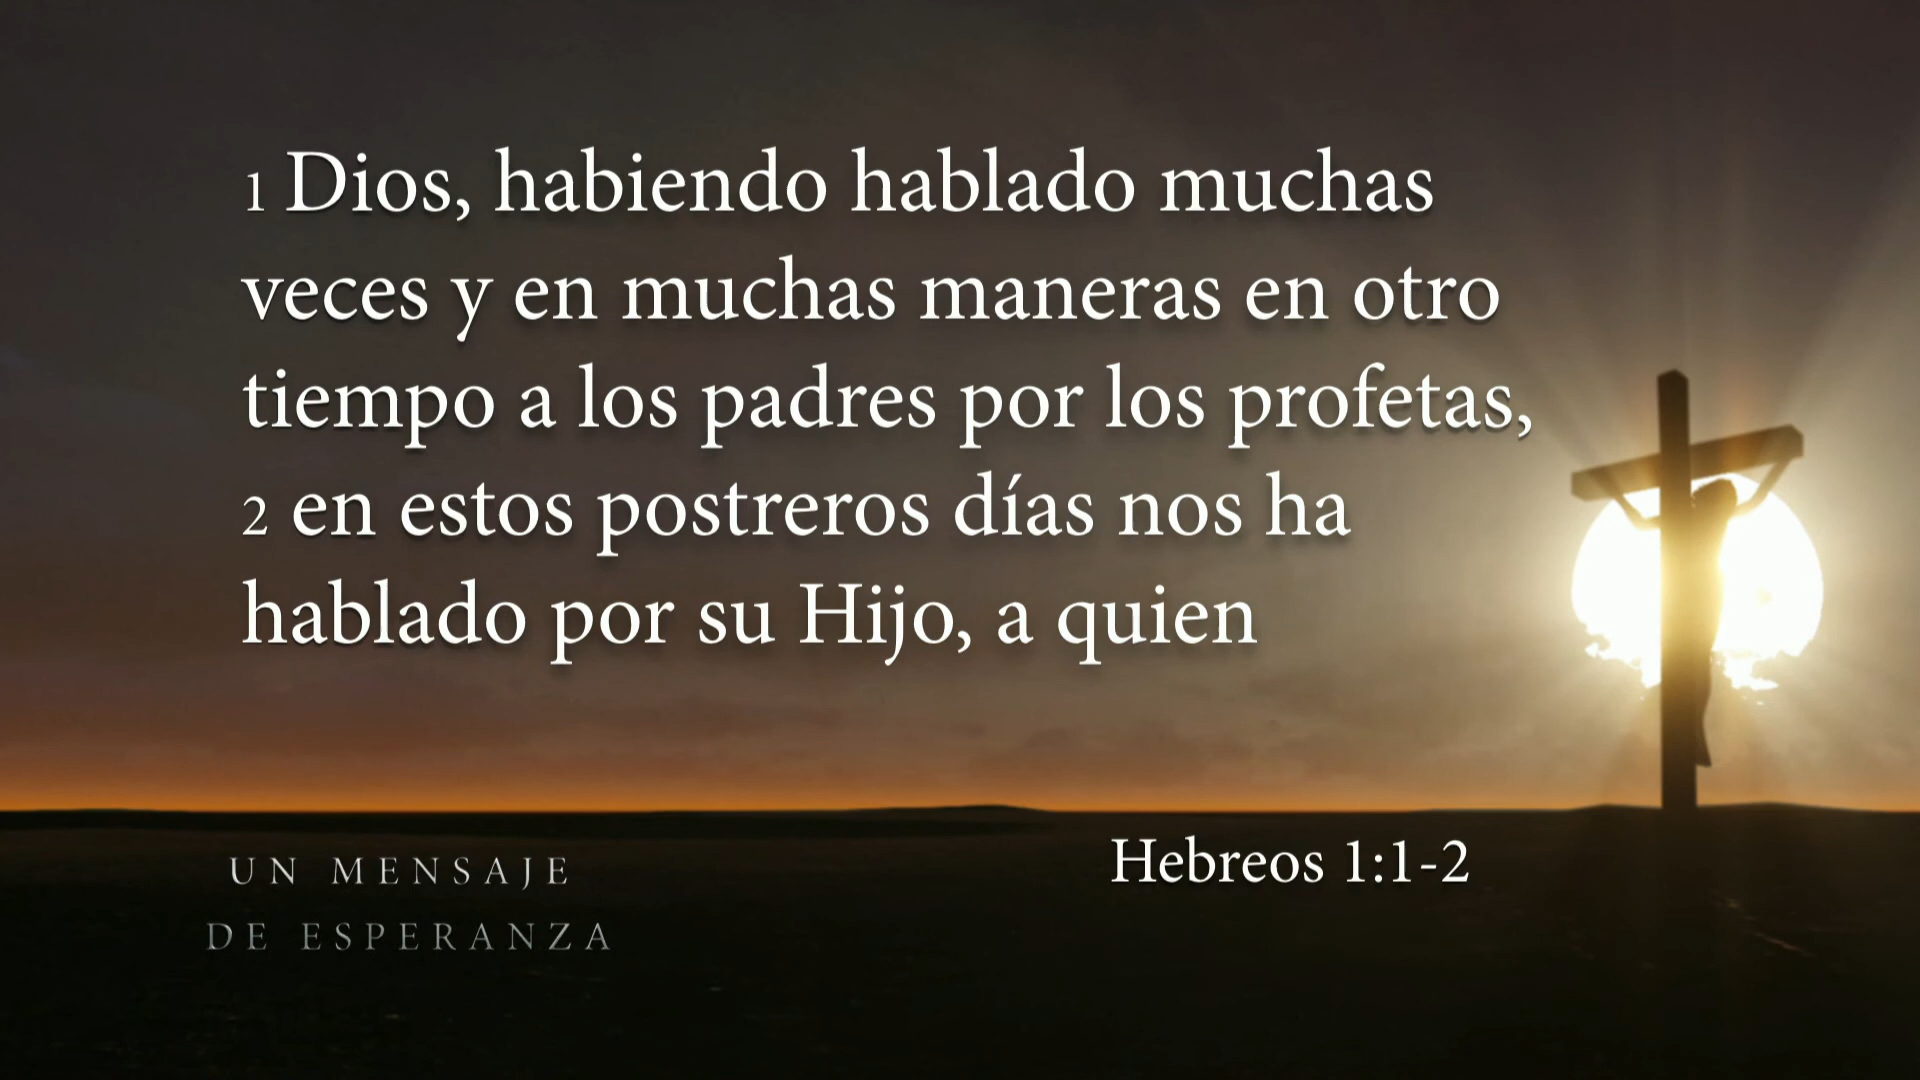 1 Dios, habiendo hablado muchas
veces y en muchas maneras en otro
tiempo a los padres por los profetas,
2 en estos postreros días nos ha
hablado por su Hijo, a quien
Hebreos 1:1-2
UN MENSAJE
DE ESPERANZA